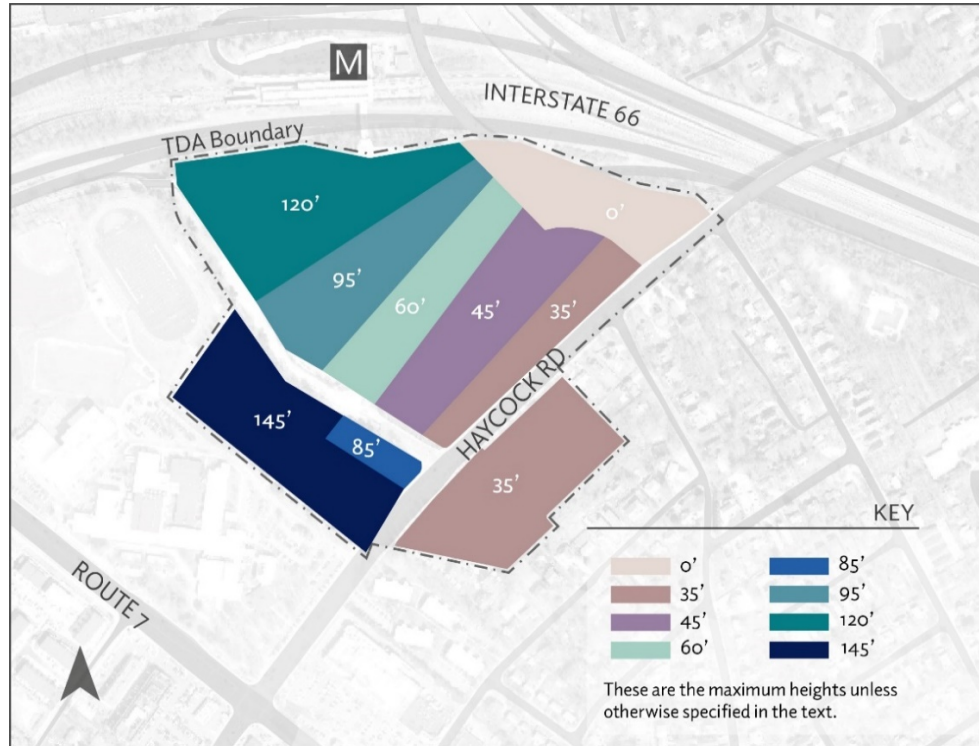 M
INTERSTATE 66
TDA Boundary
120’
0’
95’
60’
45’
35’
HAYCOCK RD
145’
85’
35’
ROUTE 7
KEY
0’
35’
45’
60’
85’
95’
120’
145’
These are the maximum heights unless
otherwise specified in the text.